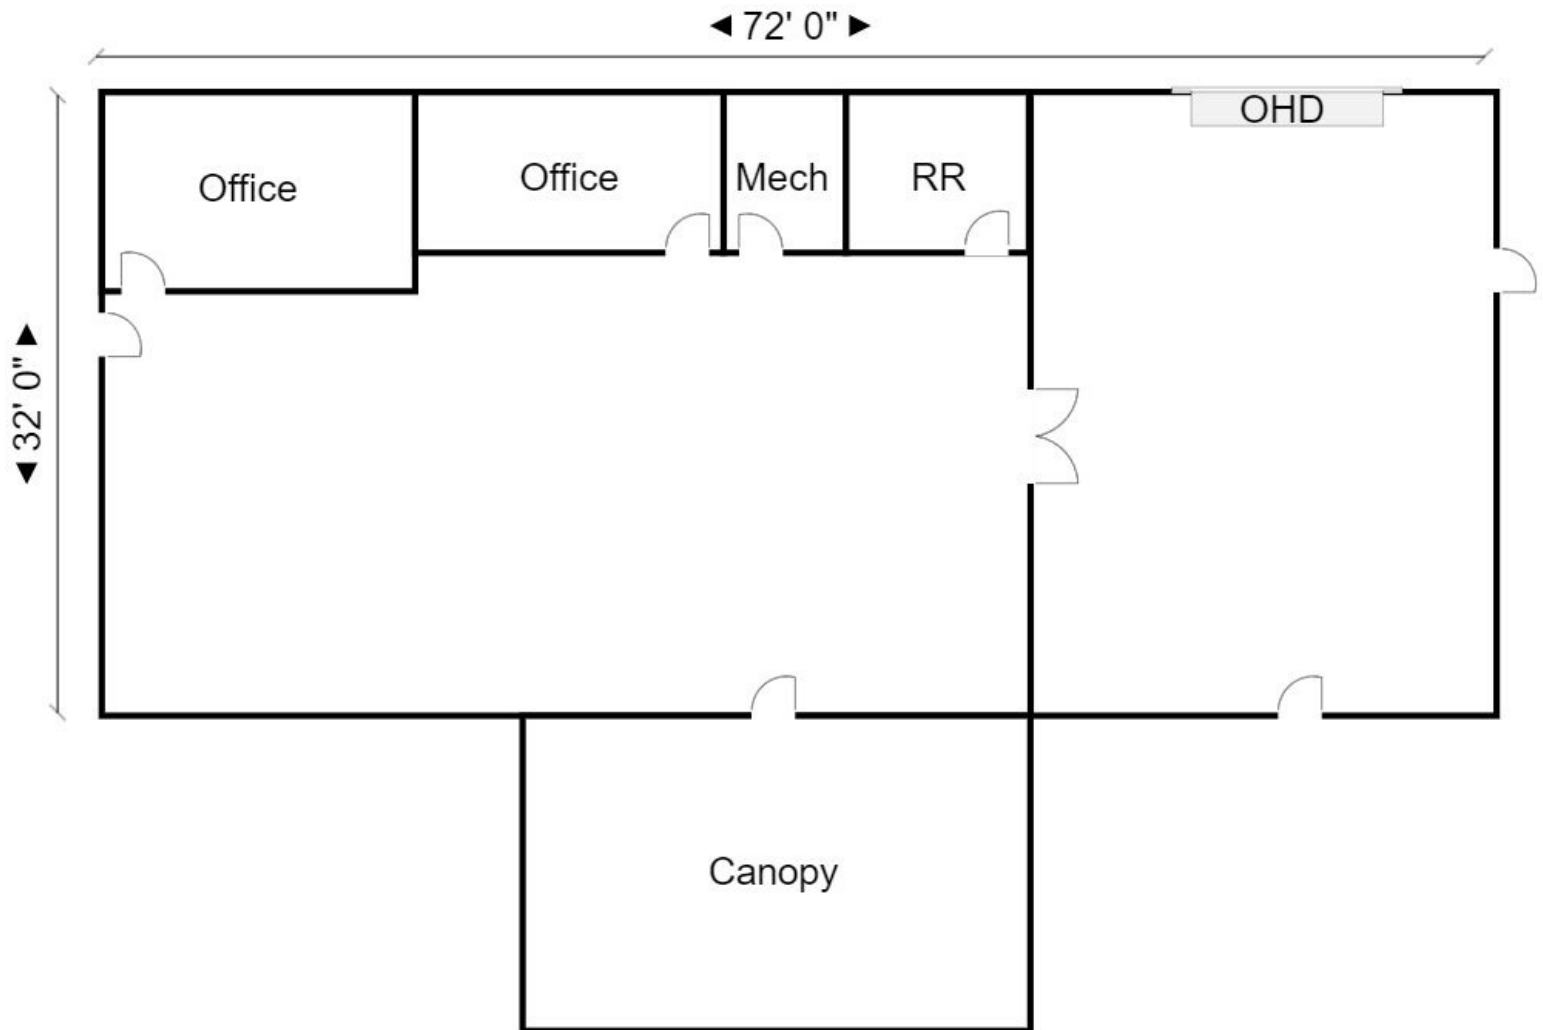 ◄ 72' 0" ►
OHD
Office
Office
Mech
RR
◄ 32' 0" ►
Canopy